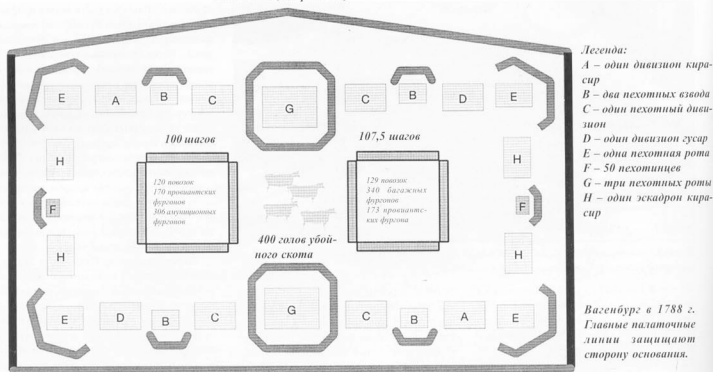 Легенда:
A – один дивизион кира-
сир
B – два пехотных взвода
C – один пехотный диви-
зион
D – один дивизион гусар
E – одна пехотная рота
F – 50 пехотинцев
G – три пехотных роты
H – один эскадрон кира-
сир
E A B C G C B D E
100 шагов
107,5 шагов
H H
120 повозок
170 провиантских
фургонов
306 амуниционных
фургонов
129 повозок
340 багажных
фургонов
173 провиантс-
ких фургона
F F
400 голов убой-
ного скота
H H
E D B C G C B A E
Вагенбург в 1788 г.
Главные палаточные
линии защищают
сторону основания.